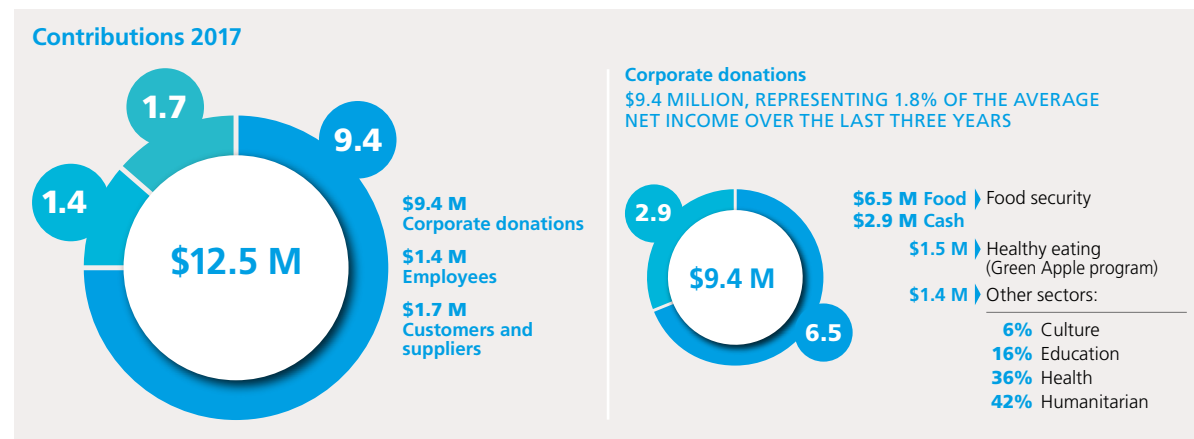 Contributions 2017
1.7
9.4
1.4
$12.5 M
$9.4 M
Corporate donations
$1.4 M
Employees
$1.7 M
Customers and
suppliers
Corporate donations
$9.4 MILLION, REPRESENTING 1.8% OF THE AVERAGE
NET INCOME OVER THE LAST THREE YEARS
2.9
$9.4 M
6.5
$6.5 M Food Food security
$2.9 M Cash
$1.5 M Healthy eating
(Green Apple program)
$1.4 M Other sectors:
6% Culture
16% Education
36% Health
42% Humanitarian